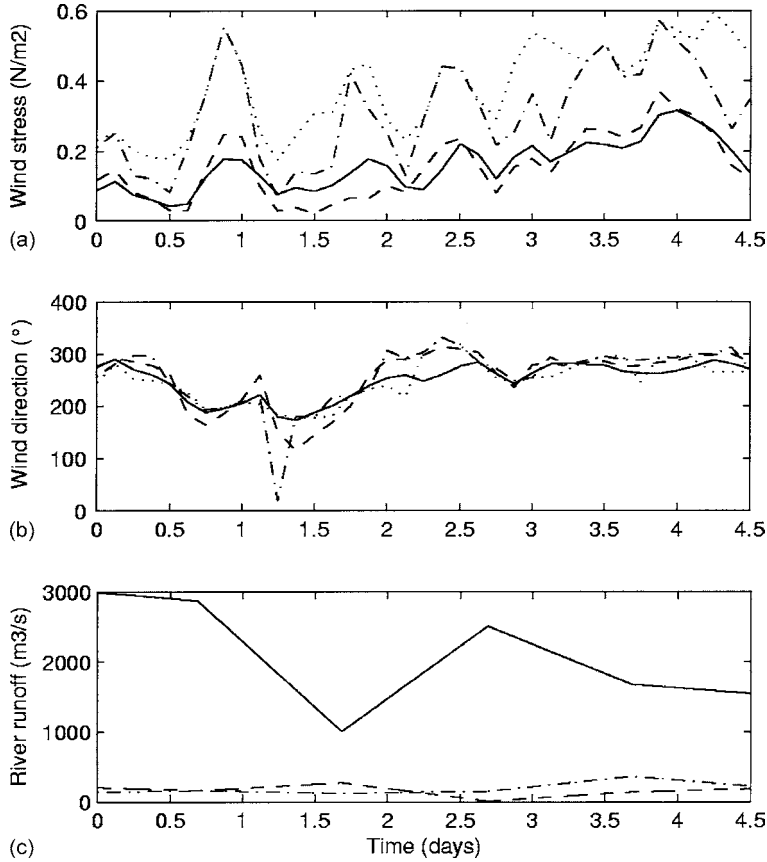 0.6
0.4
0.2
0
Wind stress (N/m2)
0 0.5 1 1.5 2 2.5 3 3.5 4 4.5
(a)
400
300
200
100
0
Wind direction (°)
0 0.5 1 1.5 2 2.5 3 3.5 4 4.5
(b)
3000
2000
1000
0
River runoff (m3/s)
0 0.5 1 1.5 2 2.5 3 3.5 4 4.5
Time (days)
(c)